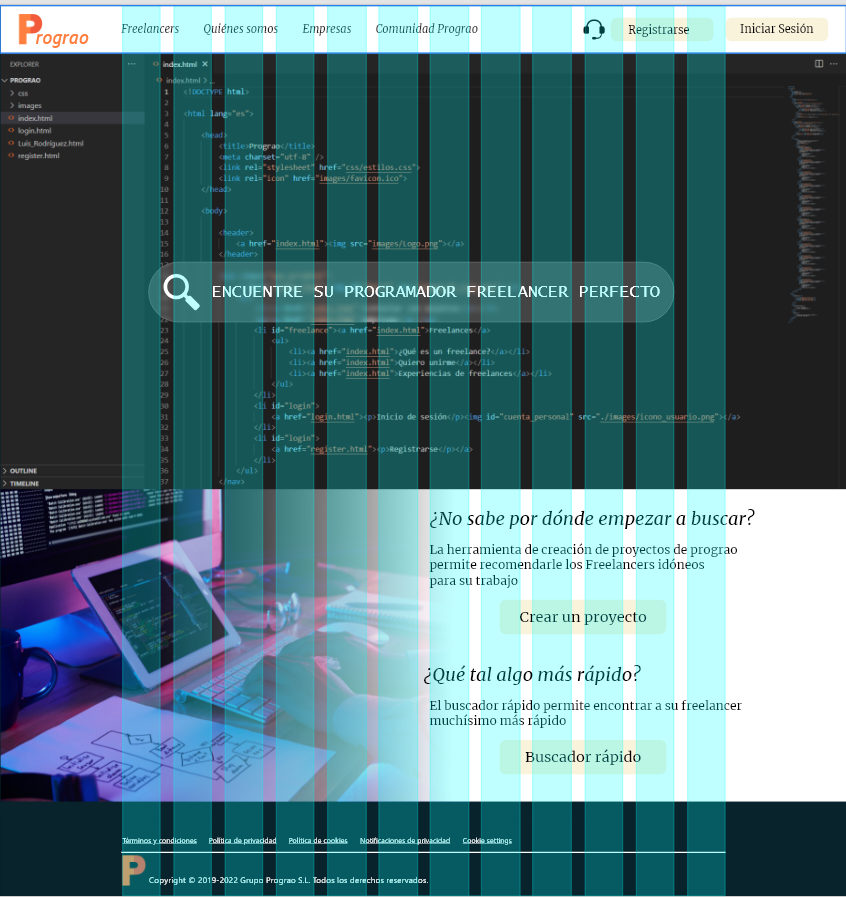 Prograo
Freelancers Quiénes somos Empresas Comunidad Prograo Registrarse Iniciar Sesión
EXPLORER ···
PROGRAO
css
images
index.html
login.html
Luis_Rodriguez.html
register.html
OUTLINE
TIMELINE
index.html ×
index.html > ...
1 <!DOCTYPE html>
2
3 <html lang="es">
4
5 <head>
6 <title>Prograo</title>
7 <meta charset="utf-8" />
8 <link rel="stylesheet" href="css/estilos.css">
9 <link rel="icon" href="images/favicon.ico">
10 </head>
11
12 <body>
13
14 <header>
15 <a href="index.html"><img src="images/Logo.png"></a>
16 </header>
17
ENCUENTRE SU PROGRAMADOR FREELANCER PERFECTO
23 <li id="freelance"><a href="index.html">Freelances</a>
24 <ul>
25 <li><a href="index.html">¿Qué es un freelance?</a></li>
26 <li><a href="index.html">Quiero unirme</a></li>
27 <li><a href="index.html">Experiencias de freelances</a></li>
28 </ul>
29 </li>
30 <li id="login">
31 <a href="login.html"><p>Inicio de sesión</p><img id="cuenta_personal" src="./images/icono_usuario.png"></a>
32 </li>
33 <li id="login">
34 <a href="register.html"><p>Registrarse</p></a>
35 </li>
36 </ul>
37 </nav>
¿No sabe por dónde empezar a buscar?
La herramienta de creación de proyectos de prograo
permite recomendarle los Freelancers idóneos
para su trabajo
Crear un proyecto
¿Qué tal algo más rápido?
El buscador rápido permite encontrar a su freelancer
muchísimo más rápido
Buscador rápido
Términos y condiciones Política de privacidad Política de cookies Notificaciones de privacidad Cookie settings
P Copyright © 2019-2022 Grupo Prograo S.L. Todos los derechos reservados.